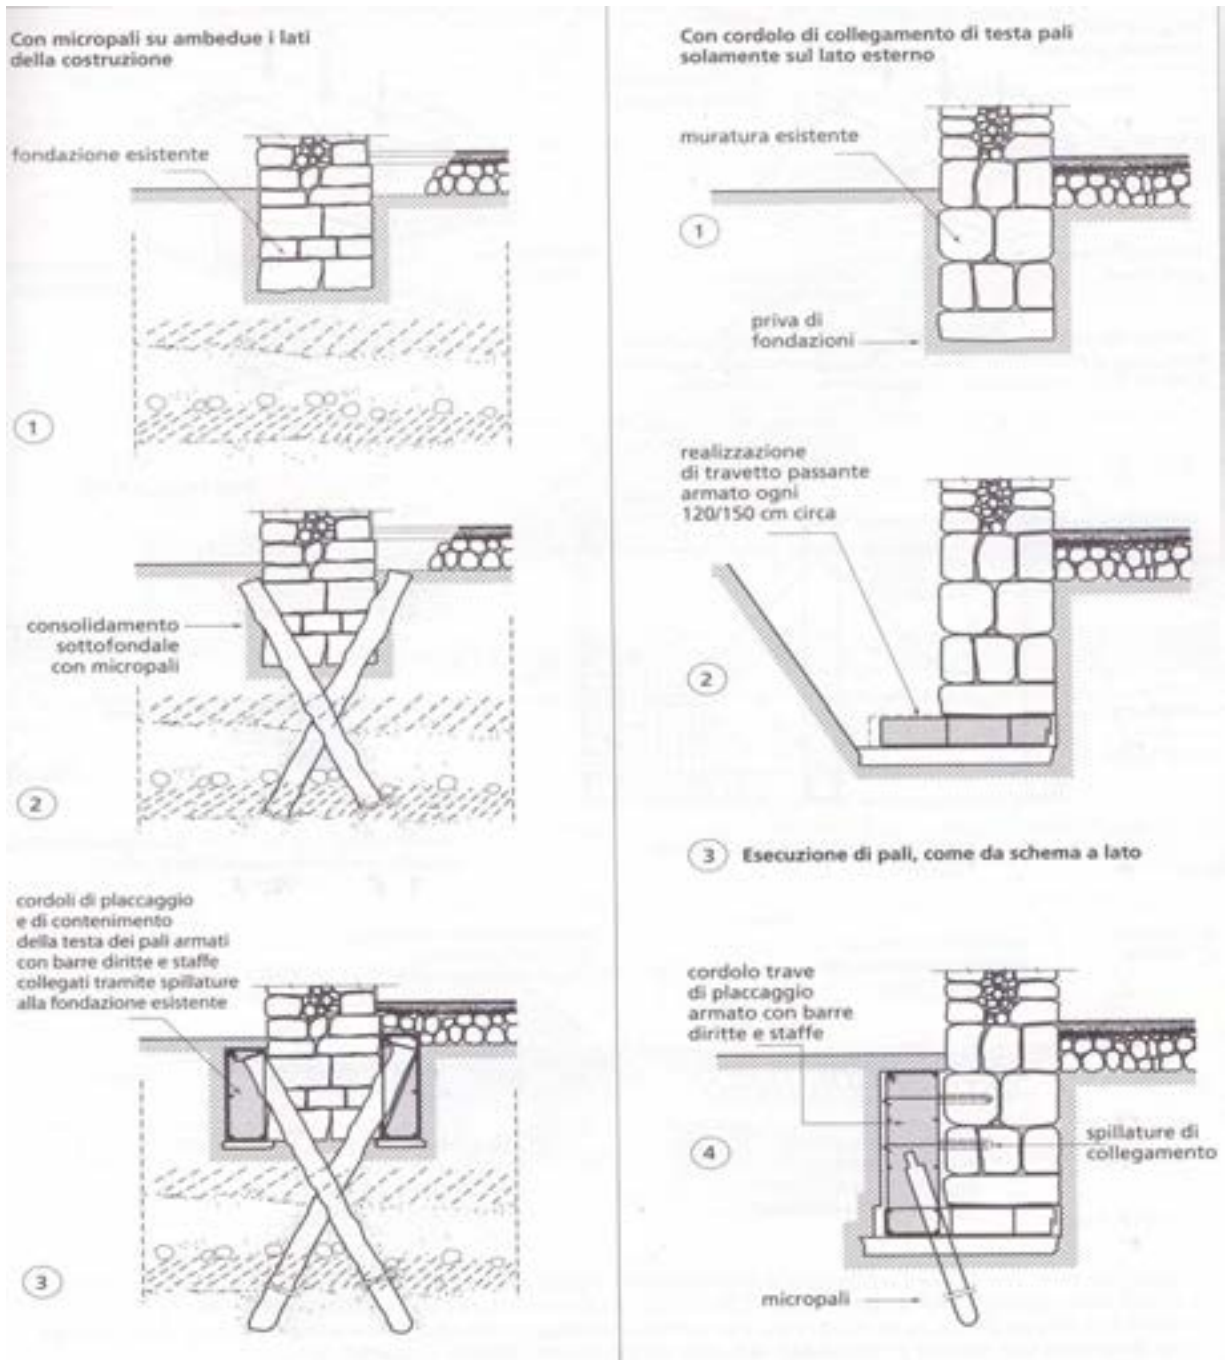 Con micropali su ambedue i lati
della costruzione
fondazione esistente
1
consolidamento
sottofondale
con micropali
2
cordoli di placcaggio
e di contenimento
della testa dei pali armati
con barre diritte e staffe
collegati tramite spillature
alla fondazione esistente
3
Con cordolo di collegamento di testa pali
solamente sul lato esterno
muratura esistente
1
priva di
fondazioni
realizzazione
di travetto passante
armato ogni
120/150 cm circa
2
3 Esecuzione di pali, come da schema a lato
cordolo trave
di placcaggio
armato con barre
diritte e staffe
4
spillature di
collegamento
micropali